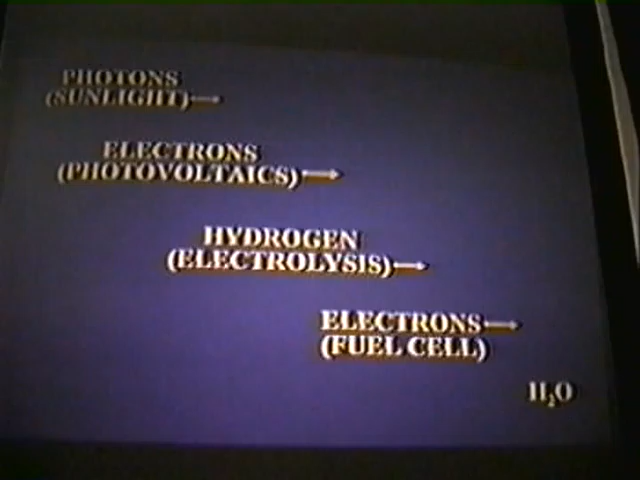 PHOTONS
(SUNLIGHT)→
ELECTRONS
(PHOTOVOLTAICS)→
HYDROGEN
(ELECTROLYSIS)→
ELECTRONS→
(FUEL CELL)
H₂O